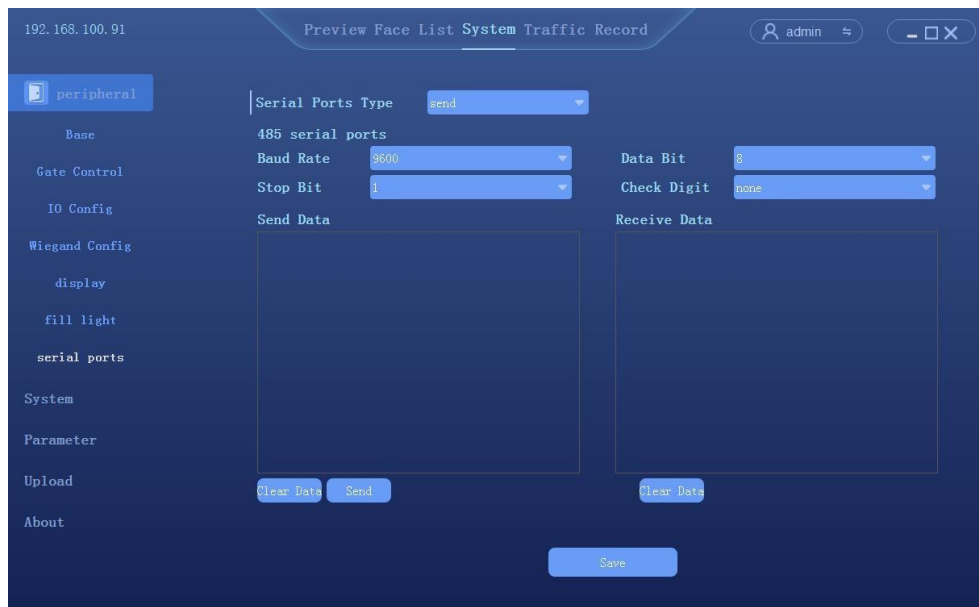 192.168.100.91
Preview Face List System Traffic Record
admin
peripheral
Base
Gate Control
IO Config
Wiegand Config
display
fill light
serial ports
System
Parameter
Upload
About
Serial Ports Type send
485 serial ports
Baud Rate 9600 Data Bit 8
Stop Bit 1 Check Digit none
Send Data Receive Data
Clear Data Send Clear Data
Save